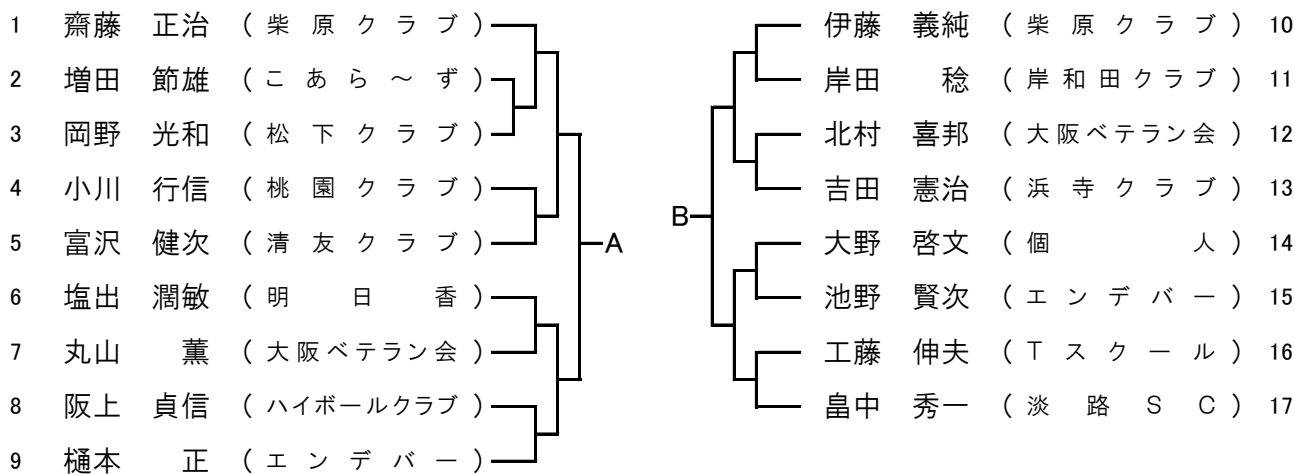 1 齋藤 正治 (柴原クラブ)
2 増田 節雄 (こあら～ず)
3 岡野 光和 (松下クラブ)
4 小川 行信 (桃園クラブ)
5 富沢 健次 (清友クラブ)
6 塩出 濶敏 (明日香)
7 丸山 薫 (大阪ベテラン会)
8 阪上 貞信 (ハイボールクラブ)
9 樋本 正 (エンデバー)
A
B
伊藤 義純 (柴原クラブ) 10
岸田 稔 (岸和田クラブ) 11
北村 喜邦 (大阪ベテラン会) 12
吉田 憲治 (浜寺クラブ) 13
大野 啓文 (個人) 14
池野 賢次 (エンデバー) 15
工藤 伸夫 (Tスクール) 16
畠中 秀一 (淡路SC) 17